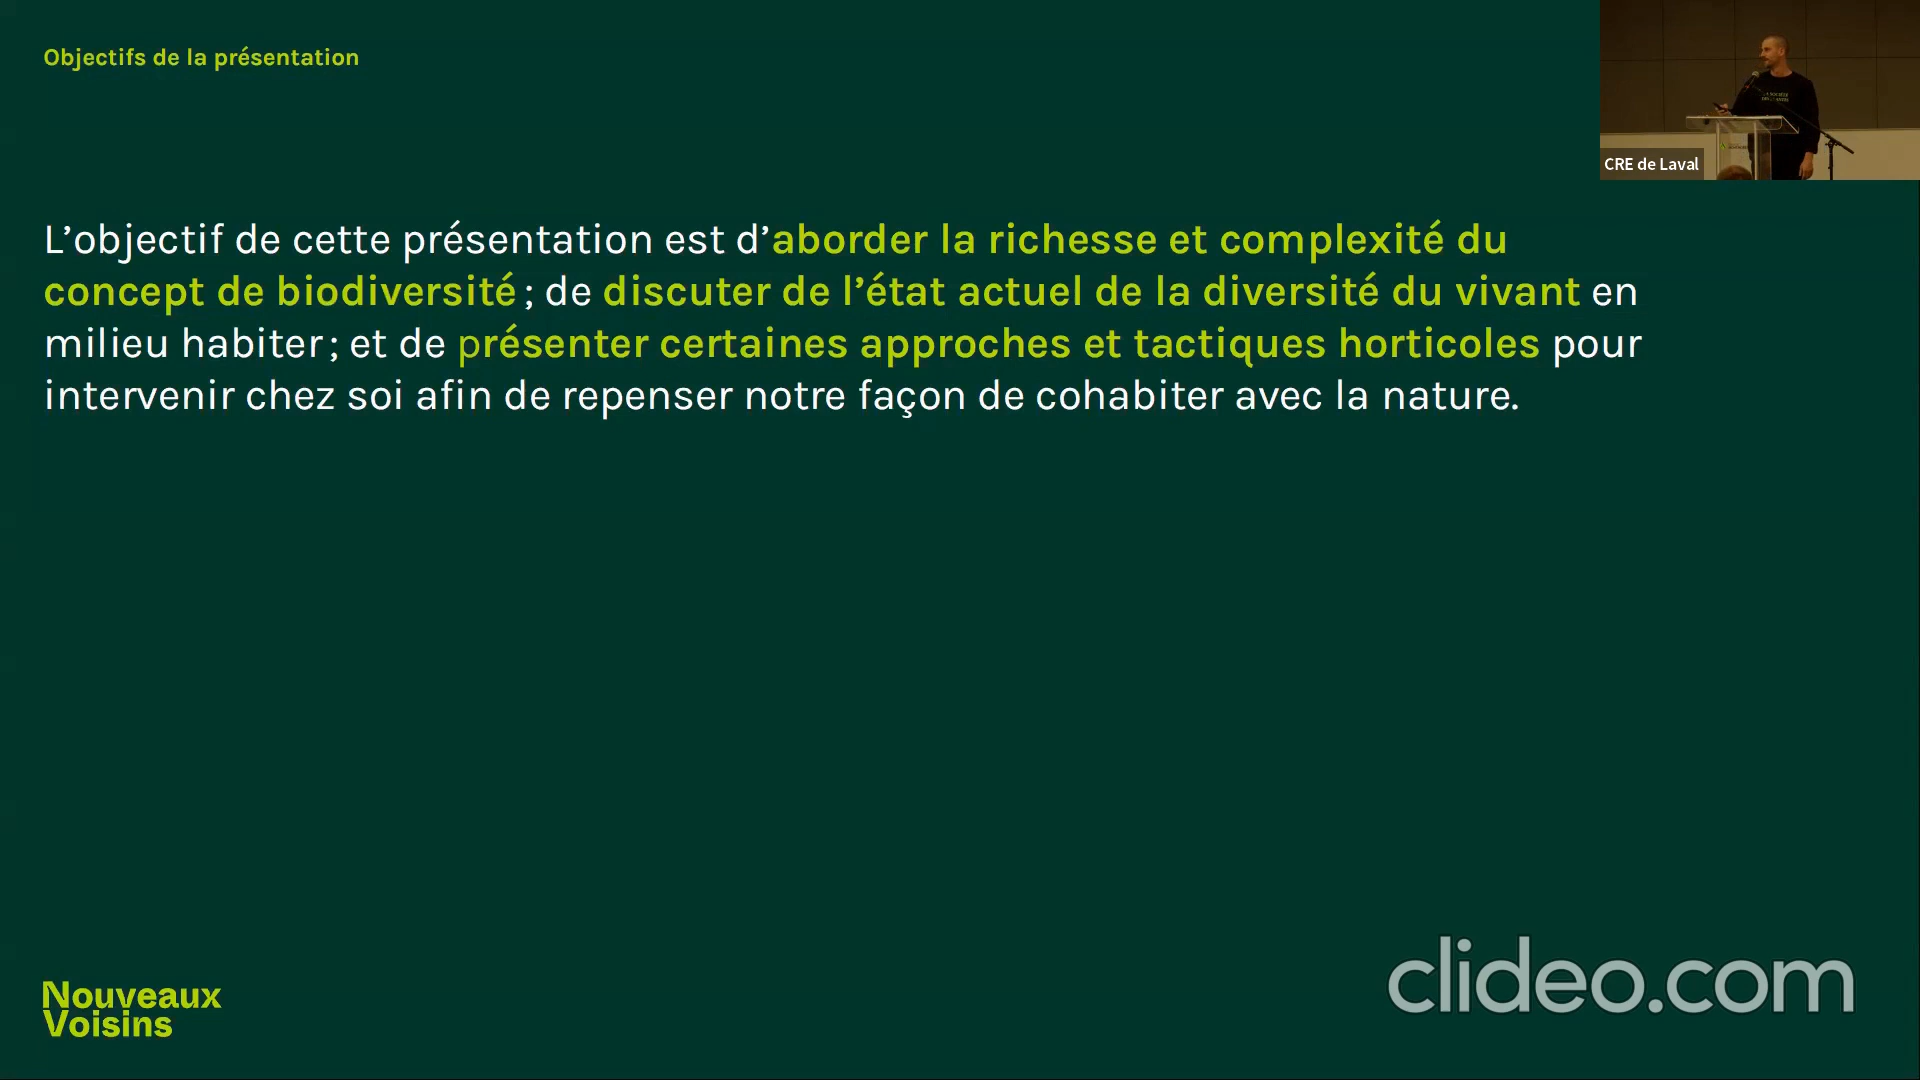 Objectifs de la présentation
CRE de Laval
L’objectif de cette présentation est d’aborder la richesse et complexité du
concept de biodiversité ; de discuter de l’état actuel de la diversité du vivant en
milieu habiter ; et de présenter certaines approches et tactiques horticoles pour
intervenir chez soi afin de repenser notre façon de cohabiter avec la nature.
Nouveaux
Voisins
clideo.com